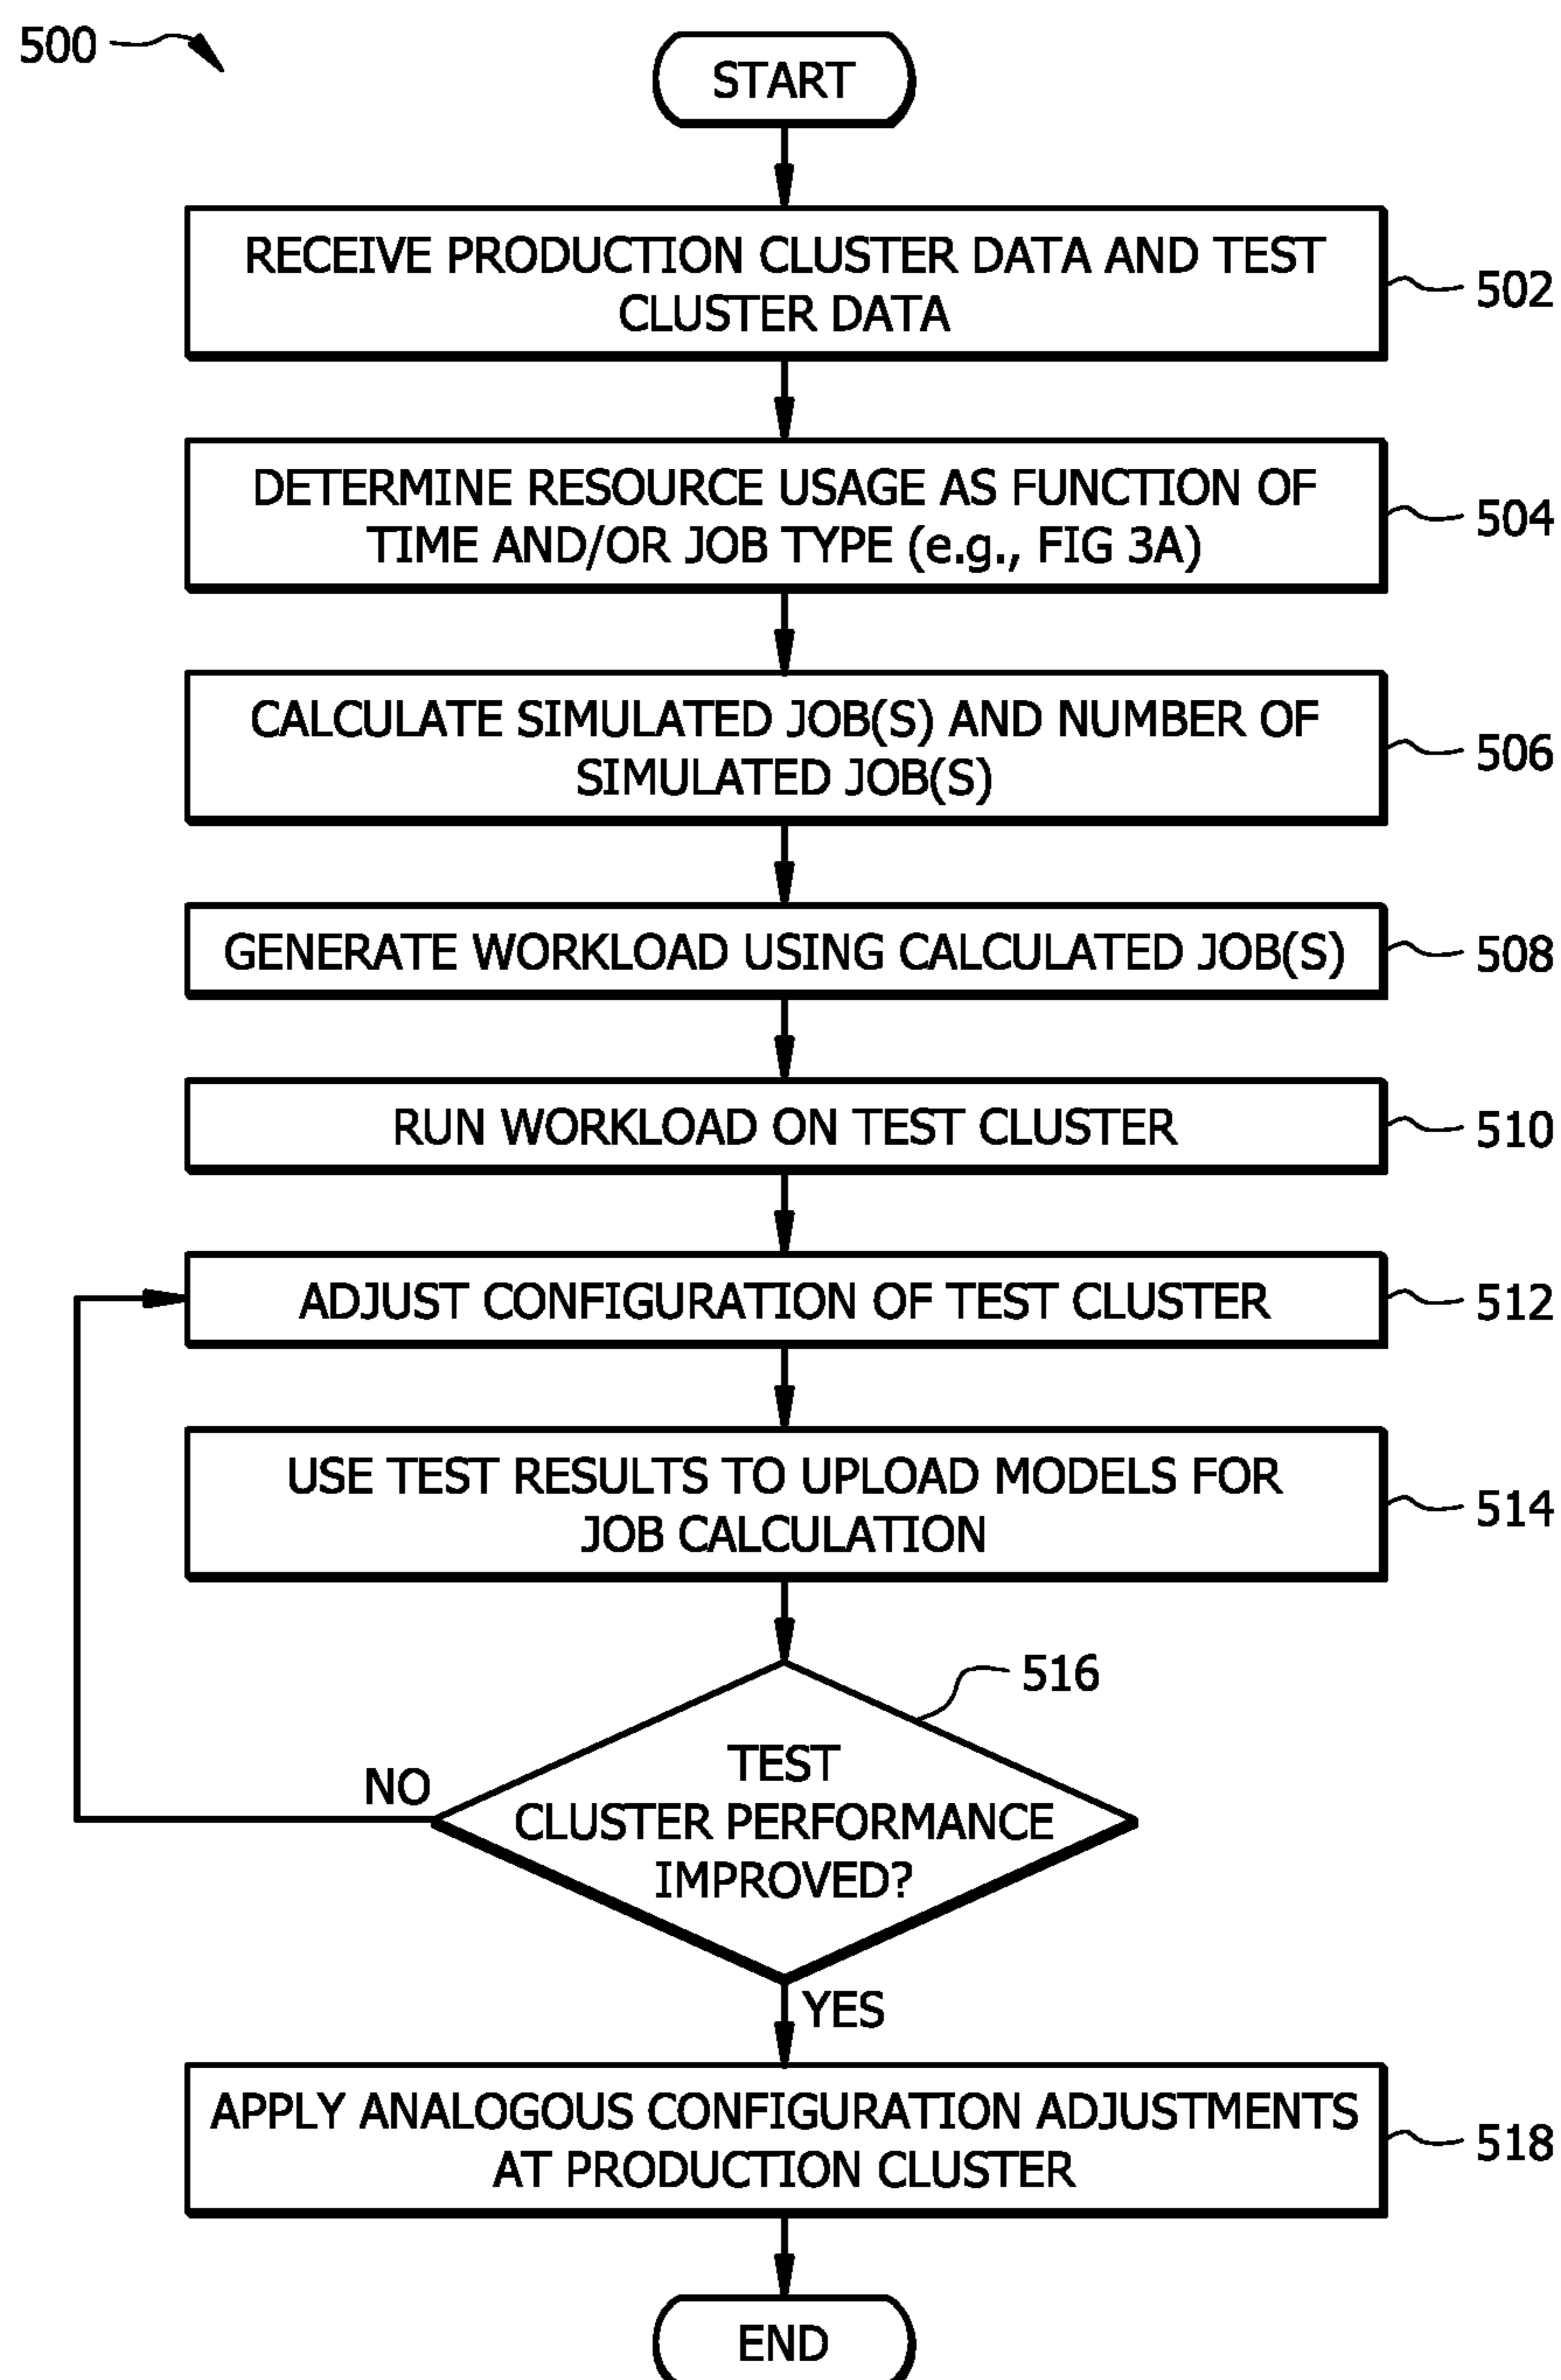 500
START
RECEIVE PRODUCTION CLUSTER DATA AND TEST
CLUSTER DATA
502
DETERMINE RESOURCE USAGE AS FUNCTION OF
TIME AND/OR JOB TYPE (e.g., FIG 3A)
504
CALCULATE SIMULATED JOB(S) AND NUMBER OF
SIMULATED JOB(S)
506
GENERATE WORKLOAD USING CALCULATED JOB(S)
508
RUN WORKLOAD ON TEST CLUSTER
510
ADJUST CONFIGURATION OF TEST CLUSTER
512
USE TEST RESULTS TO UPLOAD MODELS FOR
JOB CALCULATION
514
516
TEST
CLUSTER PERFORMANCE
IMPROVED?
NO
YES
APPLY ANALOGOUS CONFIGURATION ADJUSTMENTS
AT PRODUCTION CLUSTER
518
END